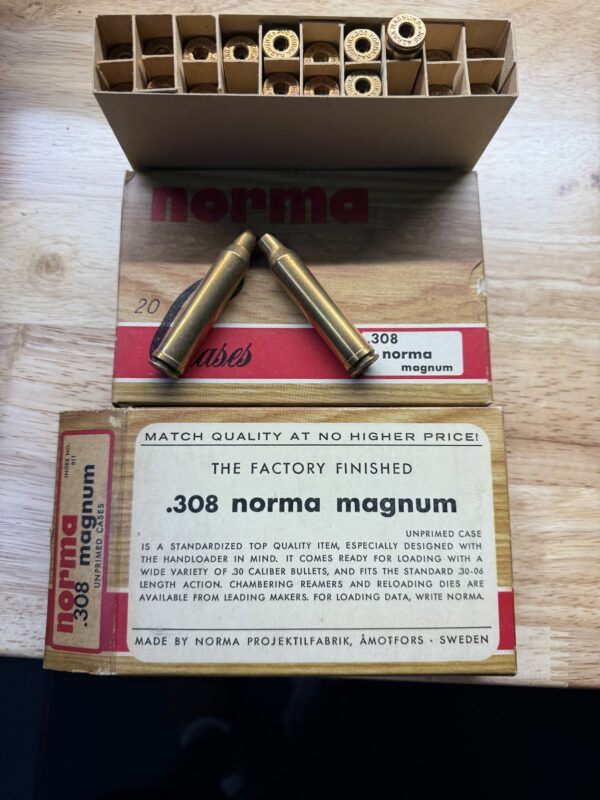 norma
20
.308
norma
magnum
MATCH QUALITY AT NO HIGHER PRICE!
THE FACTORY FINISHED
.308 norma magnum
UNPRIMED CASE
IS A STANDARDIZED TOP QUALITY ITEM, ESPECIALLY DESIGNED WITH
THE HANDLOADER IN MIND. IT COMES READY FOR LOADING WITH A
WIDE VARIETY OF .30 CALIBER BULLETS, AND FITS THE STANDARD .30-06
LENGTH ACTION. CHAMBERING REAMERS AND RELOADING DIES ARE
AVAILABLE FROM LEADING MAKERS. FOR LOADING DATA, WRITE NORMA.
MADE BY NORMA PROJEKTILFABRIK, ÅMOTFORS · SWEDEN
INDEX NO.
811
norma
.308 magnum
UNPRIMED CASES